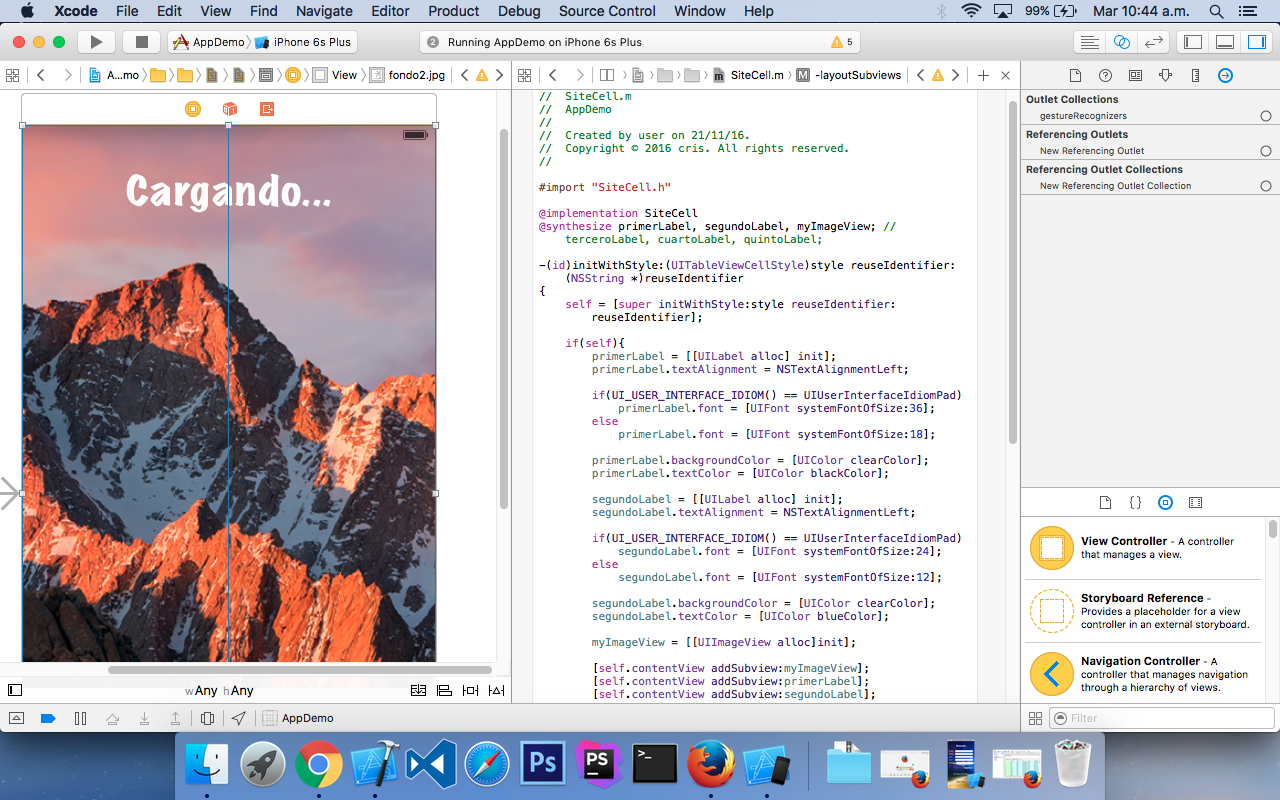 Xcode File Edit View Find Navigate Editor Product Debug Source Control Window Help 99% Mar 10:44 a.m.
AppDemo iPhone 6s Plus 2 Running AppDemo on iPhone 6s Plus 5
A...mo View fondo2.jpg SiteCell.m M -layoutSubviews
Cargando...
wAny hAny
//  SiteCell.m
//  AppDemo
//
//  Created by user on 21/11/16.
//  Copyright © 2016 cris. All rights reserved.
//
#import "SiteCell.h"
@implementation SiteCell
@synthesize primerLabel, segundoLabel, myImageView; //
terceroLabel, cuartoLabel, quintoLabel;
-(id)initWithStyle:(UITableViewCellStyle)style reuseIdentifier:
(NSString *)reuseIdentifier
{
self = [super initWithStyle:style reuseIdentifier:
reuseIdentifier];
if(self){
primerLabel = [[UILabel alloc] init];
primerLabel.textAlignment = NSTextAlignmentLeft;
if(UI_USER_INTERFACE_IDIOM() == UIUserInterfaceIdiomPad)
primerLabel.font = [UIFont systemFontOfSize:36];
else
primerLabel.font = [UIFont systemFontOfSize:18];
primerLabel.backgroundColor = [UIColor clearColor];
primerLabel.textColor = [UIColor blackColor];
segundoLabel = [[UILabel alloc] init];
segundoLabel.textAlignment = NSTextAlignmentLeft;
if(UI_USER_INTERFACE_IDIOM() == UIUserInterfaceIdiomPad)
segundoLabel.font = [UIFont systemFontOfSize:24];
else
segundoLabel.font = [UIFont systemFontOfSize:12];
segundoLabel.backgroundColor = [UIColor clearColor];
segundoLabel.textColor = [UIColor blueColor];
myImageView = [[UIImageView alloc]init];
[self.contentView addSubview:myImageView];
[self.contentView addSubview:primerLabel];
[self.contentView addSubview:segundoLabel];
Outlet Collections
gestureRecognizers
Referencing Outlets
New Referencing Outlet
Referencing Outlet Collections
New Referencing Outlet Collection
{}
View Controller - A controller
that manages a view.
Storyboard Reference -
Provides a placeholder for a view
controller in an external storyboard.
Navigation Controller - A
controller that manages navigation
through a hierarchy of views.
AppDemo
Filter
Ps
PS
>_